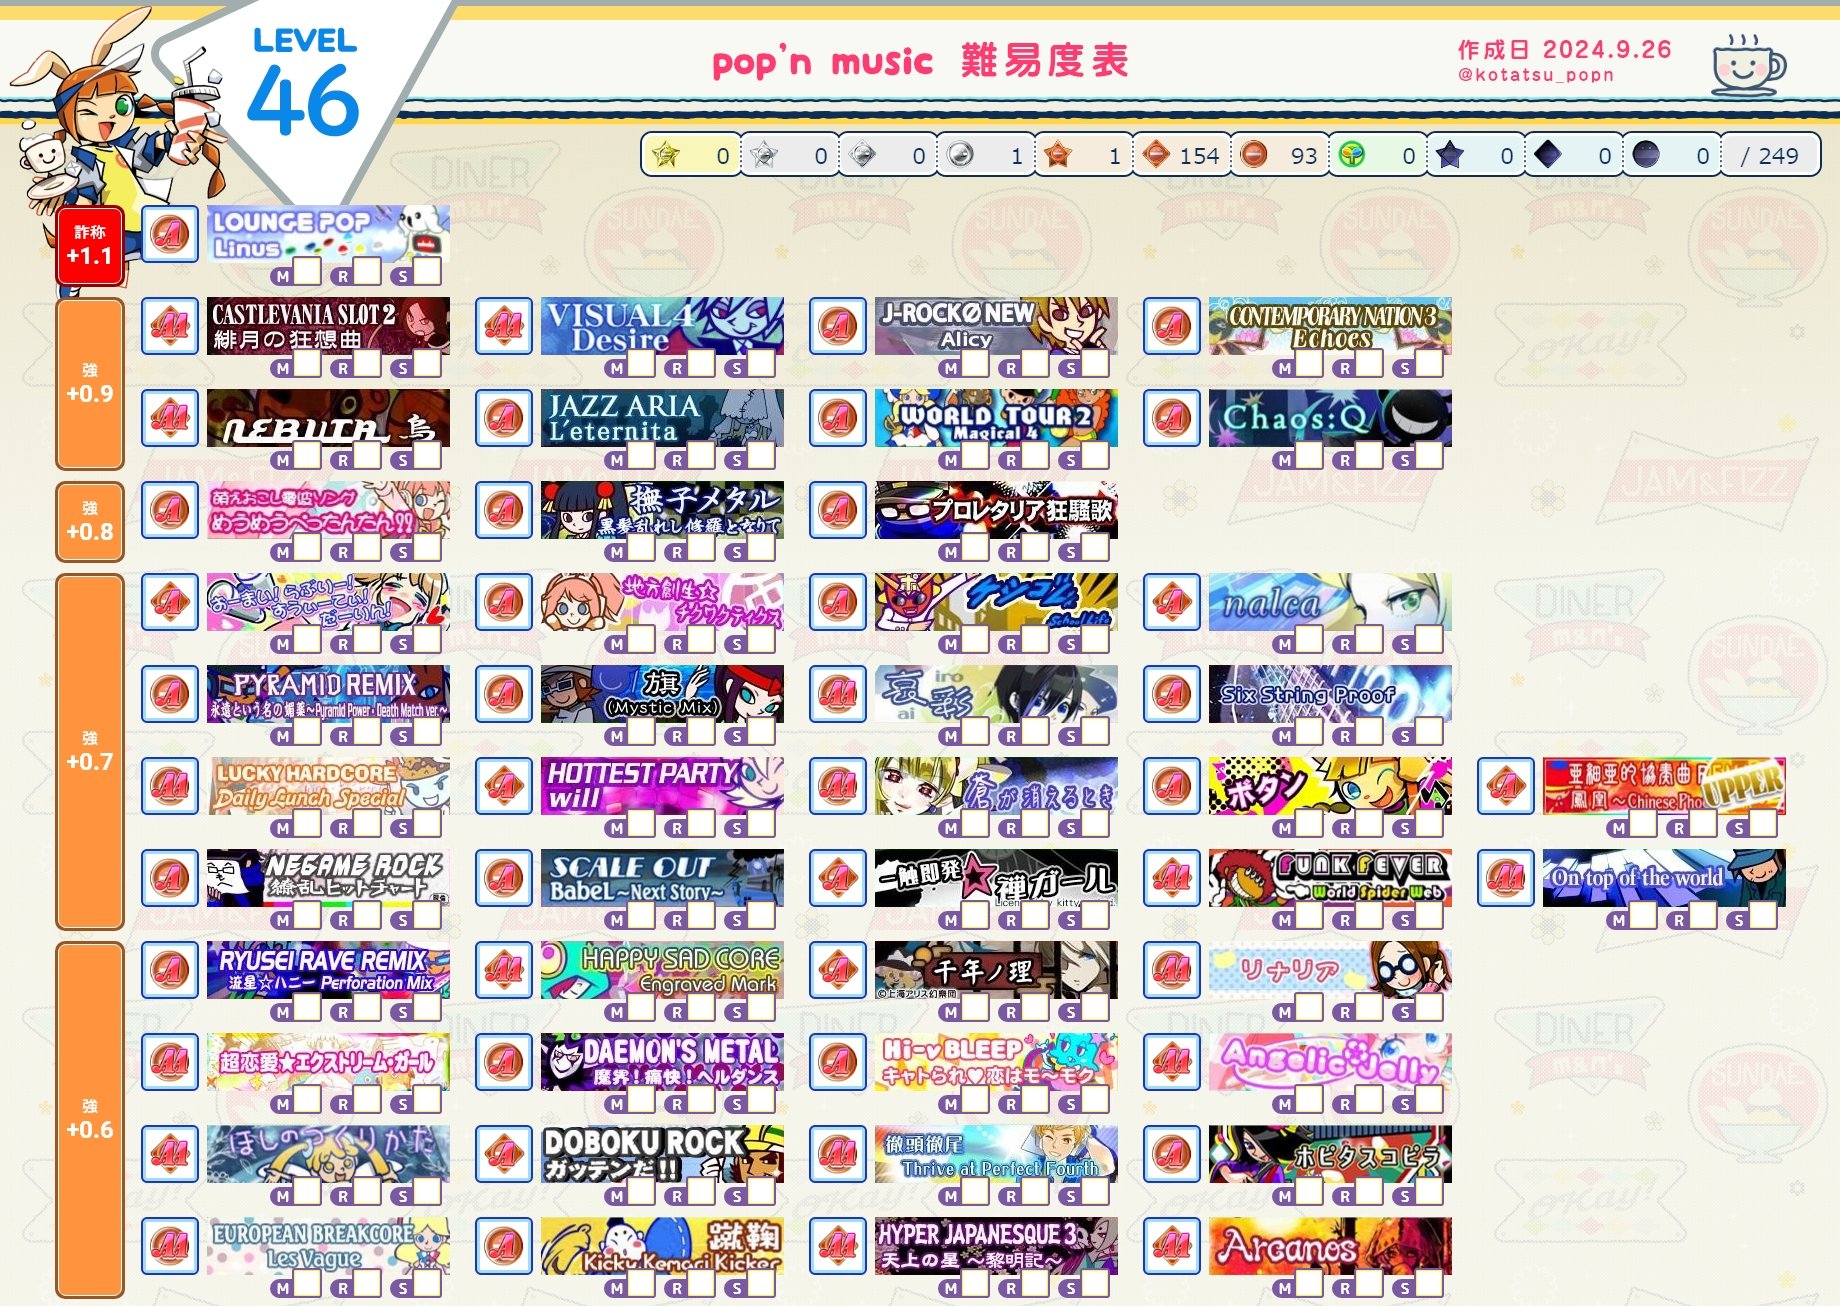 LEVEL
46
pop'n music 難易度表
作成日 2024.9.26
@kotatsu_popn
0 0 0 1 1 154 93 0 0 0 0 / 249
詐称
+1.1
LOUNGE POP
Linus
M R S
強
+0.9
CASTLEVANIA SLOT 2
緋月の狂想曲
VISUAL4
Desire
J-ROCKØ NEW
Alicy
CONTEMPORARY NATION 3
Echoes
M R S M R S M R S M R S
NEBUTA 烏
JAZZ ARIA
L'eternita
WORLD TOUR 2
Magical 4
Chaos:Q
M R S M R S M R S M R S
強
+0.8
萌えおこし電波ソング
めうめうぺったんたん!!
撫子メタル
黒髪乱れし修羅となりて
プロレタリア狂騒歌
M R S M R S M R S
強
+0.7
おーまい!らぶりー!
すうぃーてぃ!
だーりん!
地方創生☆
チクワクティクス
ケンゴ
School Life
nalca
M R S M R S M R S M R S
PYRAMID REMIX
永遠という名の媚薬～Pyramid Power・Death Match ver.～
旗
(Mystic Mix)
iro
哀彩
ai
Six String Proof
M R S M R S M R S M R S
LUCKY HARDCORE
Daily Lunch Special
HOTTEST PARTY
will
蒼が消えるとき
ボタン
亜細亜的協奏曲
鳳凰～Chinese Pho
UPPER
M R S M R S M R S M R S M R S
NEGAME ROCK
繚乱ヒットチャート
SCALE OUT
BabeL ～Next Story～
一触即発★禅ガール
FUNK FEVER
World Spider Web
On top of the world
M R S M R S M R S M R S M R S
強
+0.6
RYUSEI RAVE REMIX
流星☆ハニー Perforation Mix
HAPPY SAD CORE
Engraved Mark
千年ノ理
©上海アリス幻樂団
リナリア
M R S M R S M R S M R S
超恋愛★エクストリーム・ガール
DAEMON'S METAL
魔界!痛快!ヘルダンス
Hi-v BLEEP
キャトられ♥恋はモ～モク
Angelic Jelly
M R S M R S M R S M R S
ほしのつくりかた
DOBOKU ROCK
ガッテンだ!!
徹頭徹尾
Thrive at Perfect Fourth
ホピタスコピラ
M R S M R S M R S M R S
EUROPEAN BREAKCORE
Les Vague
蹴鞠
Kicky Kemari Kicker
HYPER JAPANESQUE 3
天上の星 ～黎明記～
Arcanos
M R S M R S M R S M R S